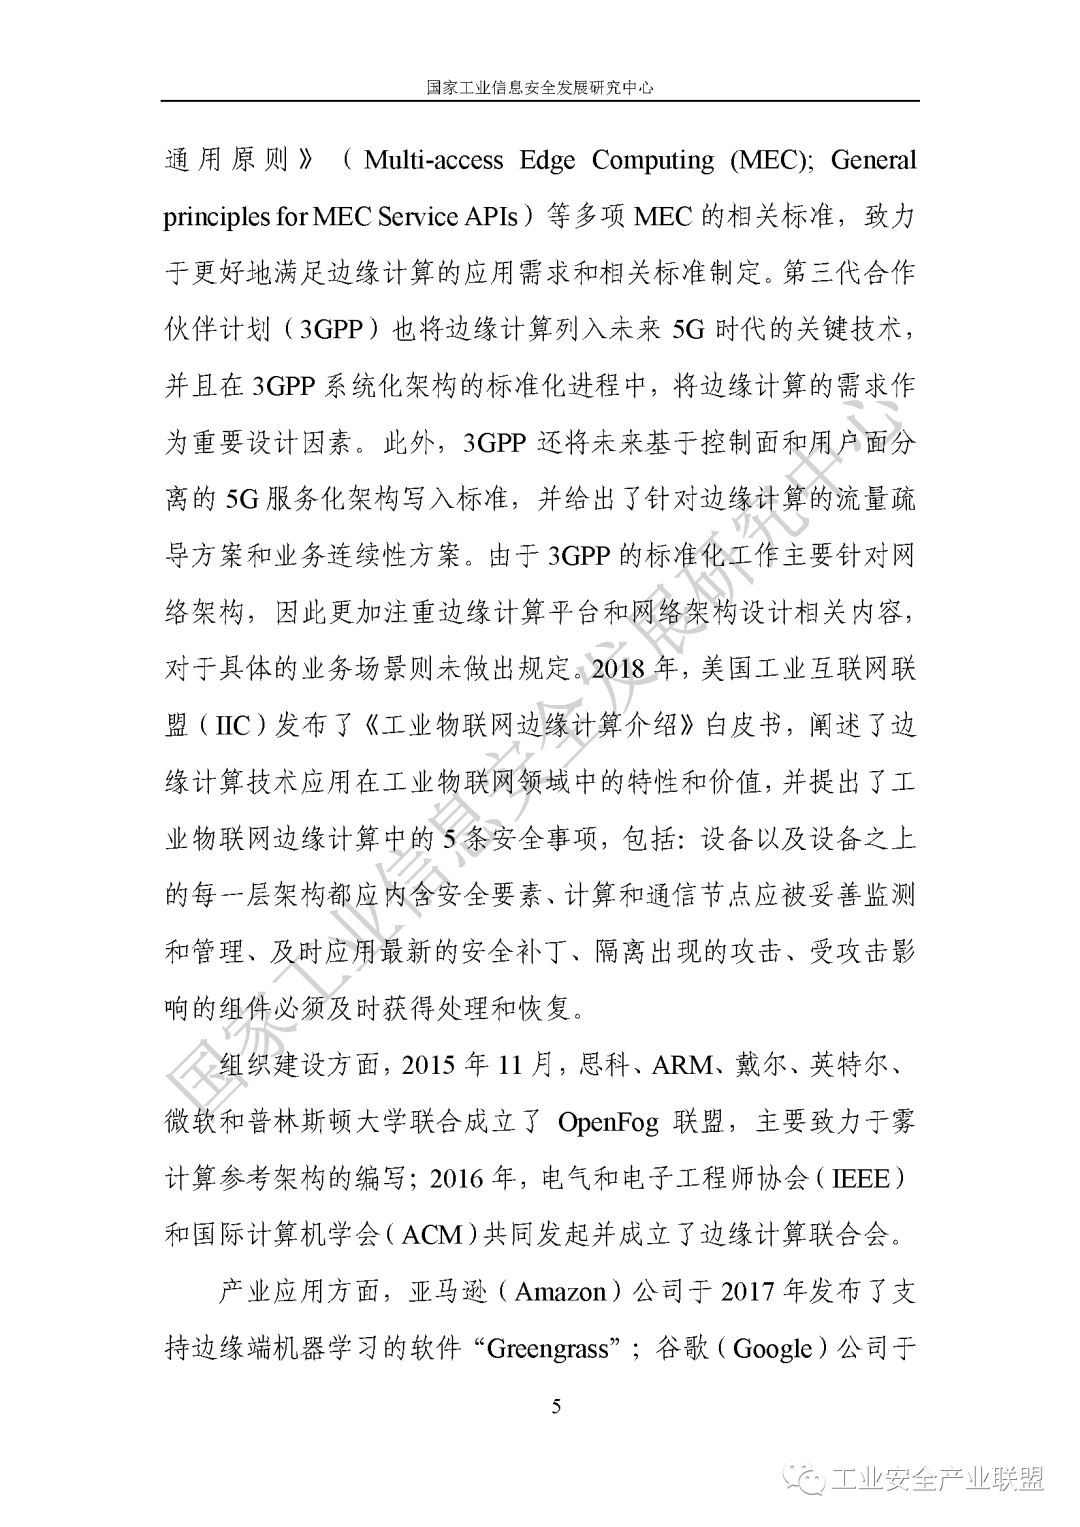 国家工业信息安全发展研究中心
通用原则》（Multi-access Edge Computing (MEC); General
principles for MEC Service APIs）等多项 MEC 的相关标准，致力
于更好地满足边缘计算的应用需求和相关标准制定。第三代合作
伙伴计划（3GPP）也将边缘计算列入未来 5G 时代的关键技术，
并且在 3GPP 系统化架构的标准化进程中，将边缘计算的需求作
为重要设计因素。此外，3GPP 还将未来基于控制面和用户面分
离的 5G 服务化架构写入标准，并给出了针对边缘计算的流量疏
导方案和业务连续性方案。由于 3GPP 的标准化工作主要针对网
络架构，因此更加注重边缘计算平台和网络架构设计相关内容，
对于具体的业务场景则未做出规定。2018 年，美国工业互联网联
盟（IIC）发布了《工业物联网边缘计算介绍》白皮书，阐述了边
缘计算技术应用在工业物联网领域中的特性和价值，并提出了工
业物联网边缘计算中的 5 条安全事项，包括：设备以及设备之上
的每一层架构都应内含安全要素、计算和通信节点应被妥善监测
和管理、及时应用最新的安全补丁、隔离出现的攻击、受攻击影
响的组件必须及时获得处理和恢复。
组织建设方面，2015 年 11 月，思科、ARM、戴尔、英特尔、
微软和普林斯顿大学联合成立了 OpenFog 联盟，主要致力于雾
计算参考架构的编写；2016 年，电气和电子工程师协会（IEEE）
和国际计算机学会（ACM）共同发起并成立了边缘计算联合会。
产业应用方面，亚马逊（Amazon）公司于 2017 年发布了支
持边缘端机器学习的软件“Greengrass”；谷歌（Google）公司于
5
国家工业信息安全发展研究中心
工业安全产业联盟